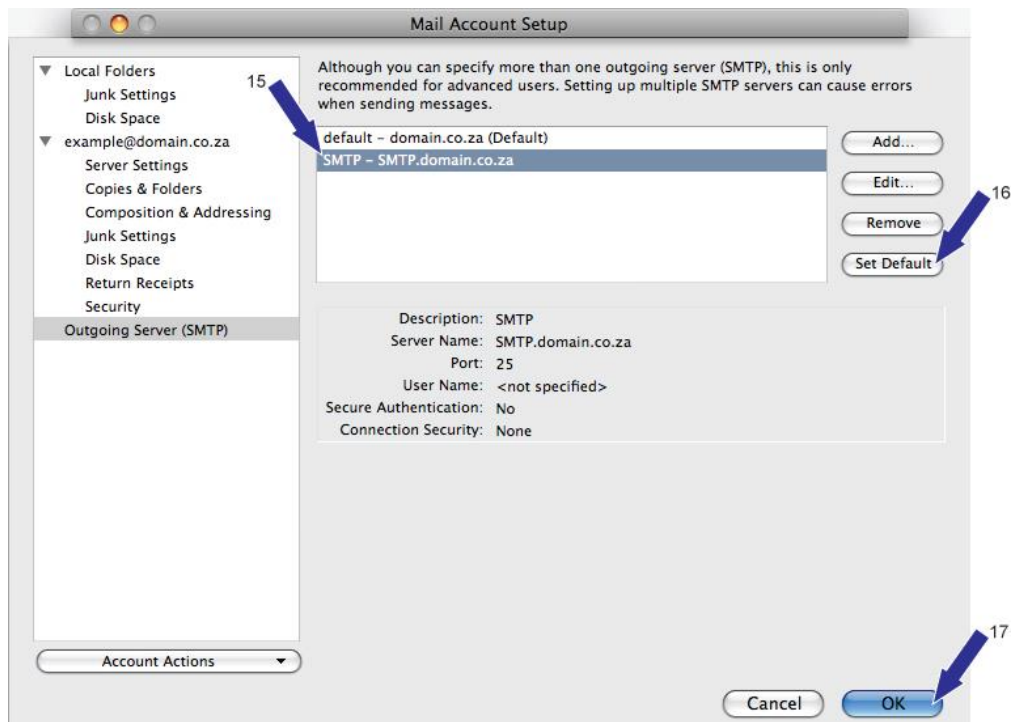 Mail Account Setup
Local Folders
Junk Settings
Disk Space
example@domain.co.za
Server Settings
Copies & Folders
Composition & Addressing
Junk Settings
Disk Space
Return Receipts
Security
Outgoing Server (SMTP)
Account Actions
15
Although you can specify more than one outgoing server (SMTP), this is only
recommended for advanced users. Setting up multiple SMTP servers can cause errors
when sending messages.
default – domain.co.za (Default)
SMTP – SMTP.domain.co.za
Add...
Edit...
Remove
Set Default
16
Description: SMTP
Server Name: SMTP.domain.co.za
Port: 25
User Name: <not specified>
Secure Authentication: No
Connection Security: None
17
Cancel
OK